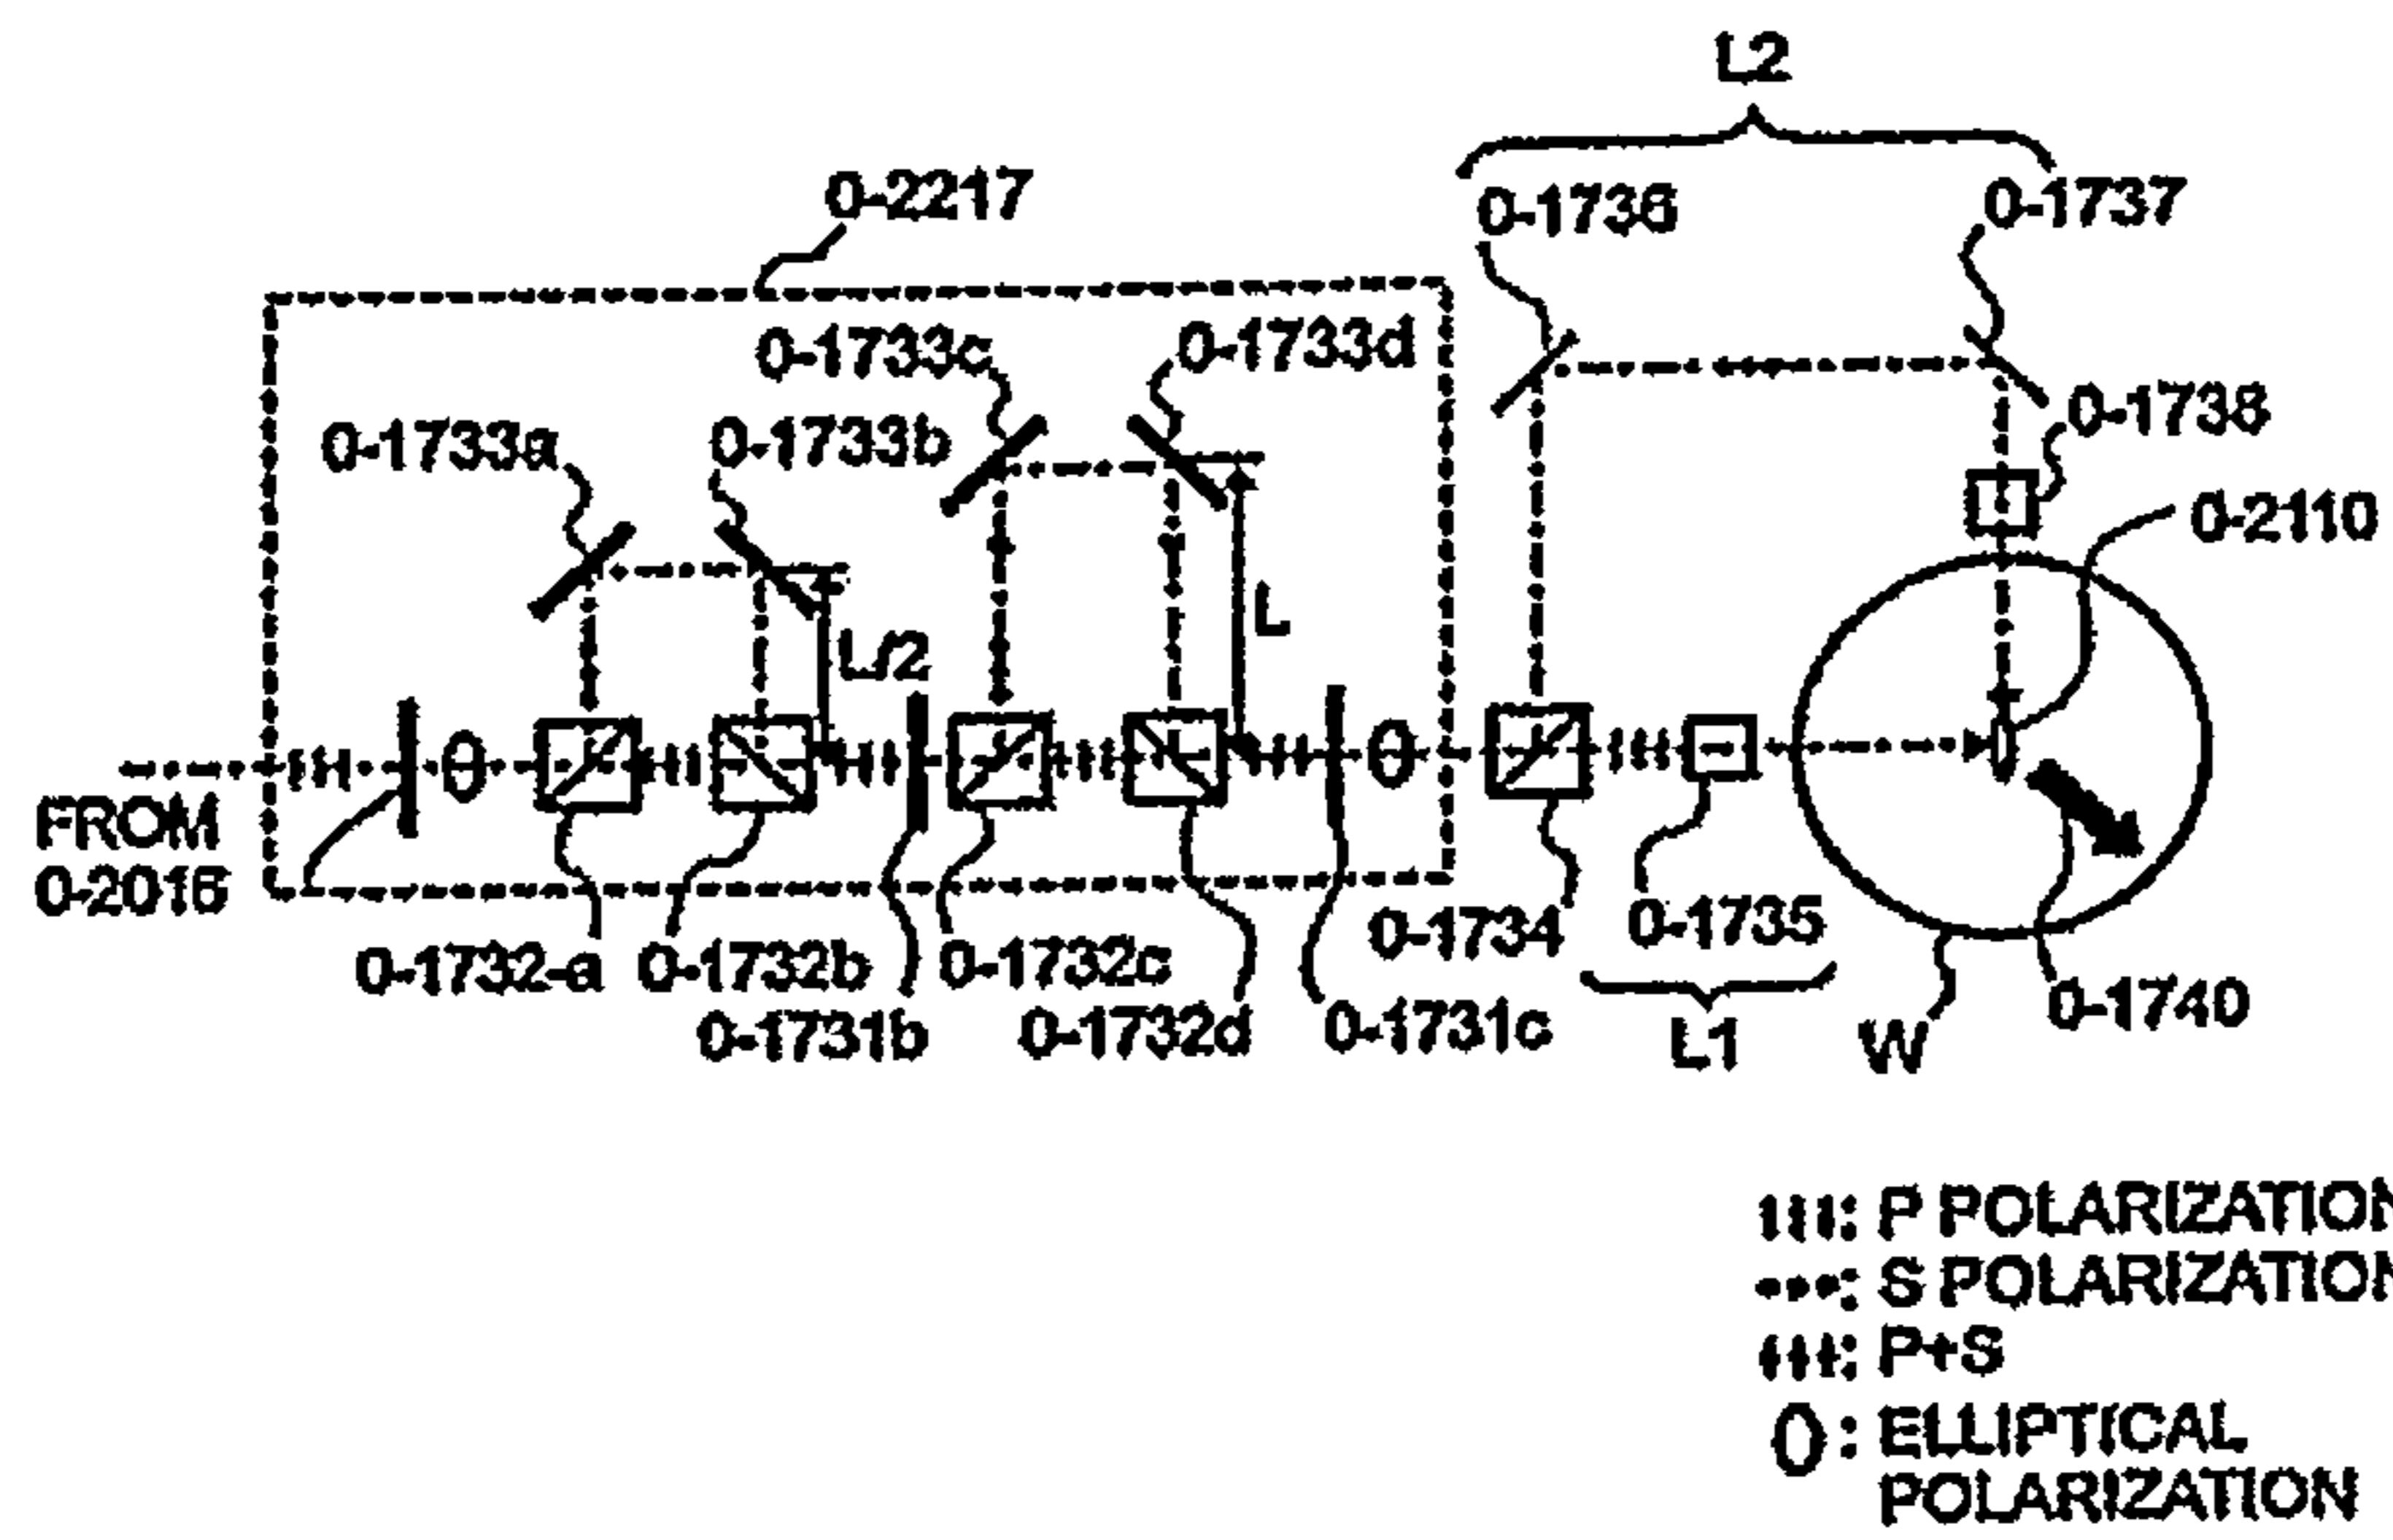 L2
0-2217
0-1736
0-1737
0-1733c
0-1733d
0-1733a
0-1733b
0-1738
0-2110
L
L/2
FROM
0-2016
0-1732-a
0-1732b
0-1732c
0-1734
0-1735
0-1731b
0-1732d
0-1731c
L1
W
0-1740
: P POLARIZATION
: S POLARIZATION
: P+S
: ELLIPTICAL
POLARIZATION